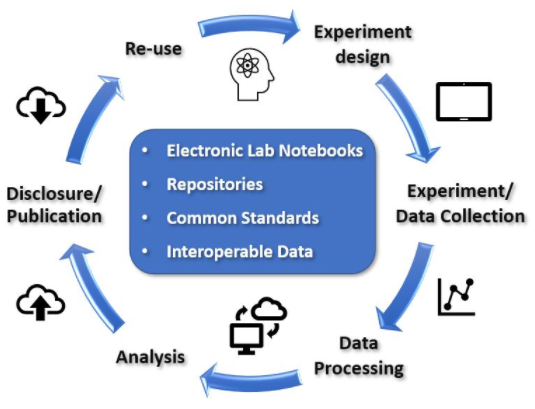 Re-use
Experiment
design
Experiment/
Data Collection
Data
Processing
Analysis
Disclosure/
Publication
• Electronic Lab Notebooks
• Repositories
• Common Standards
• Interoperable Data